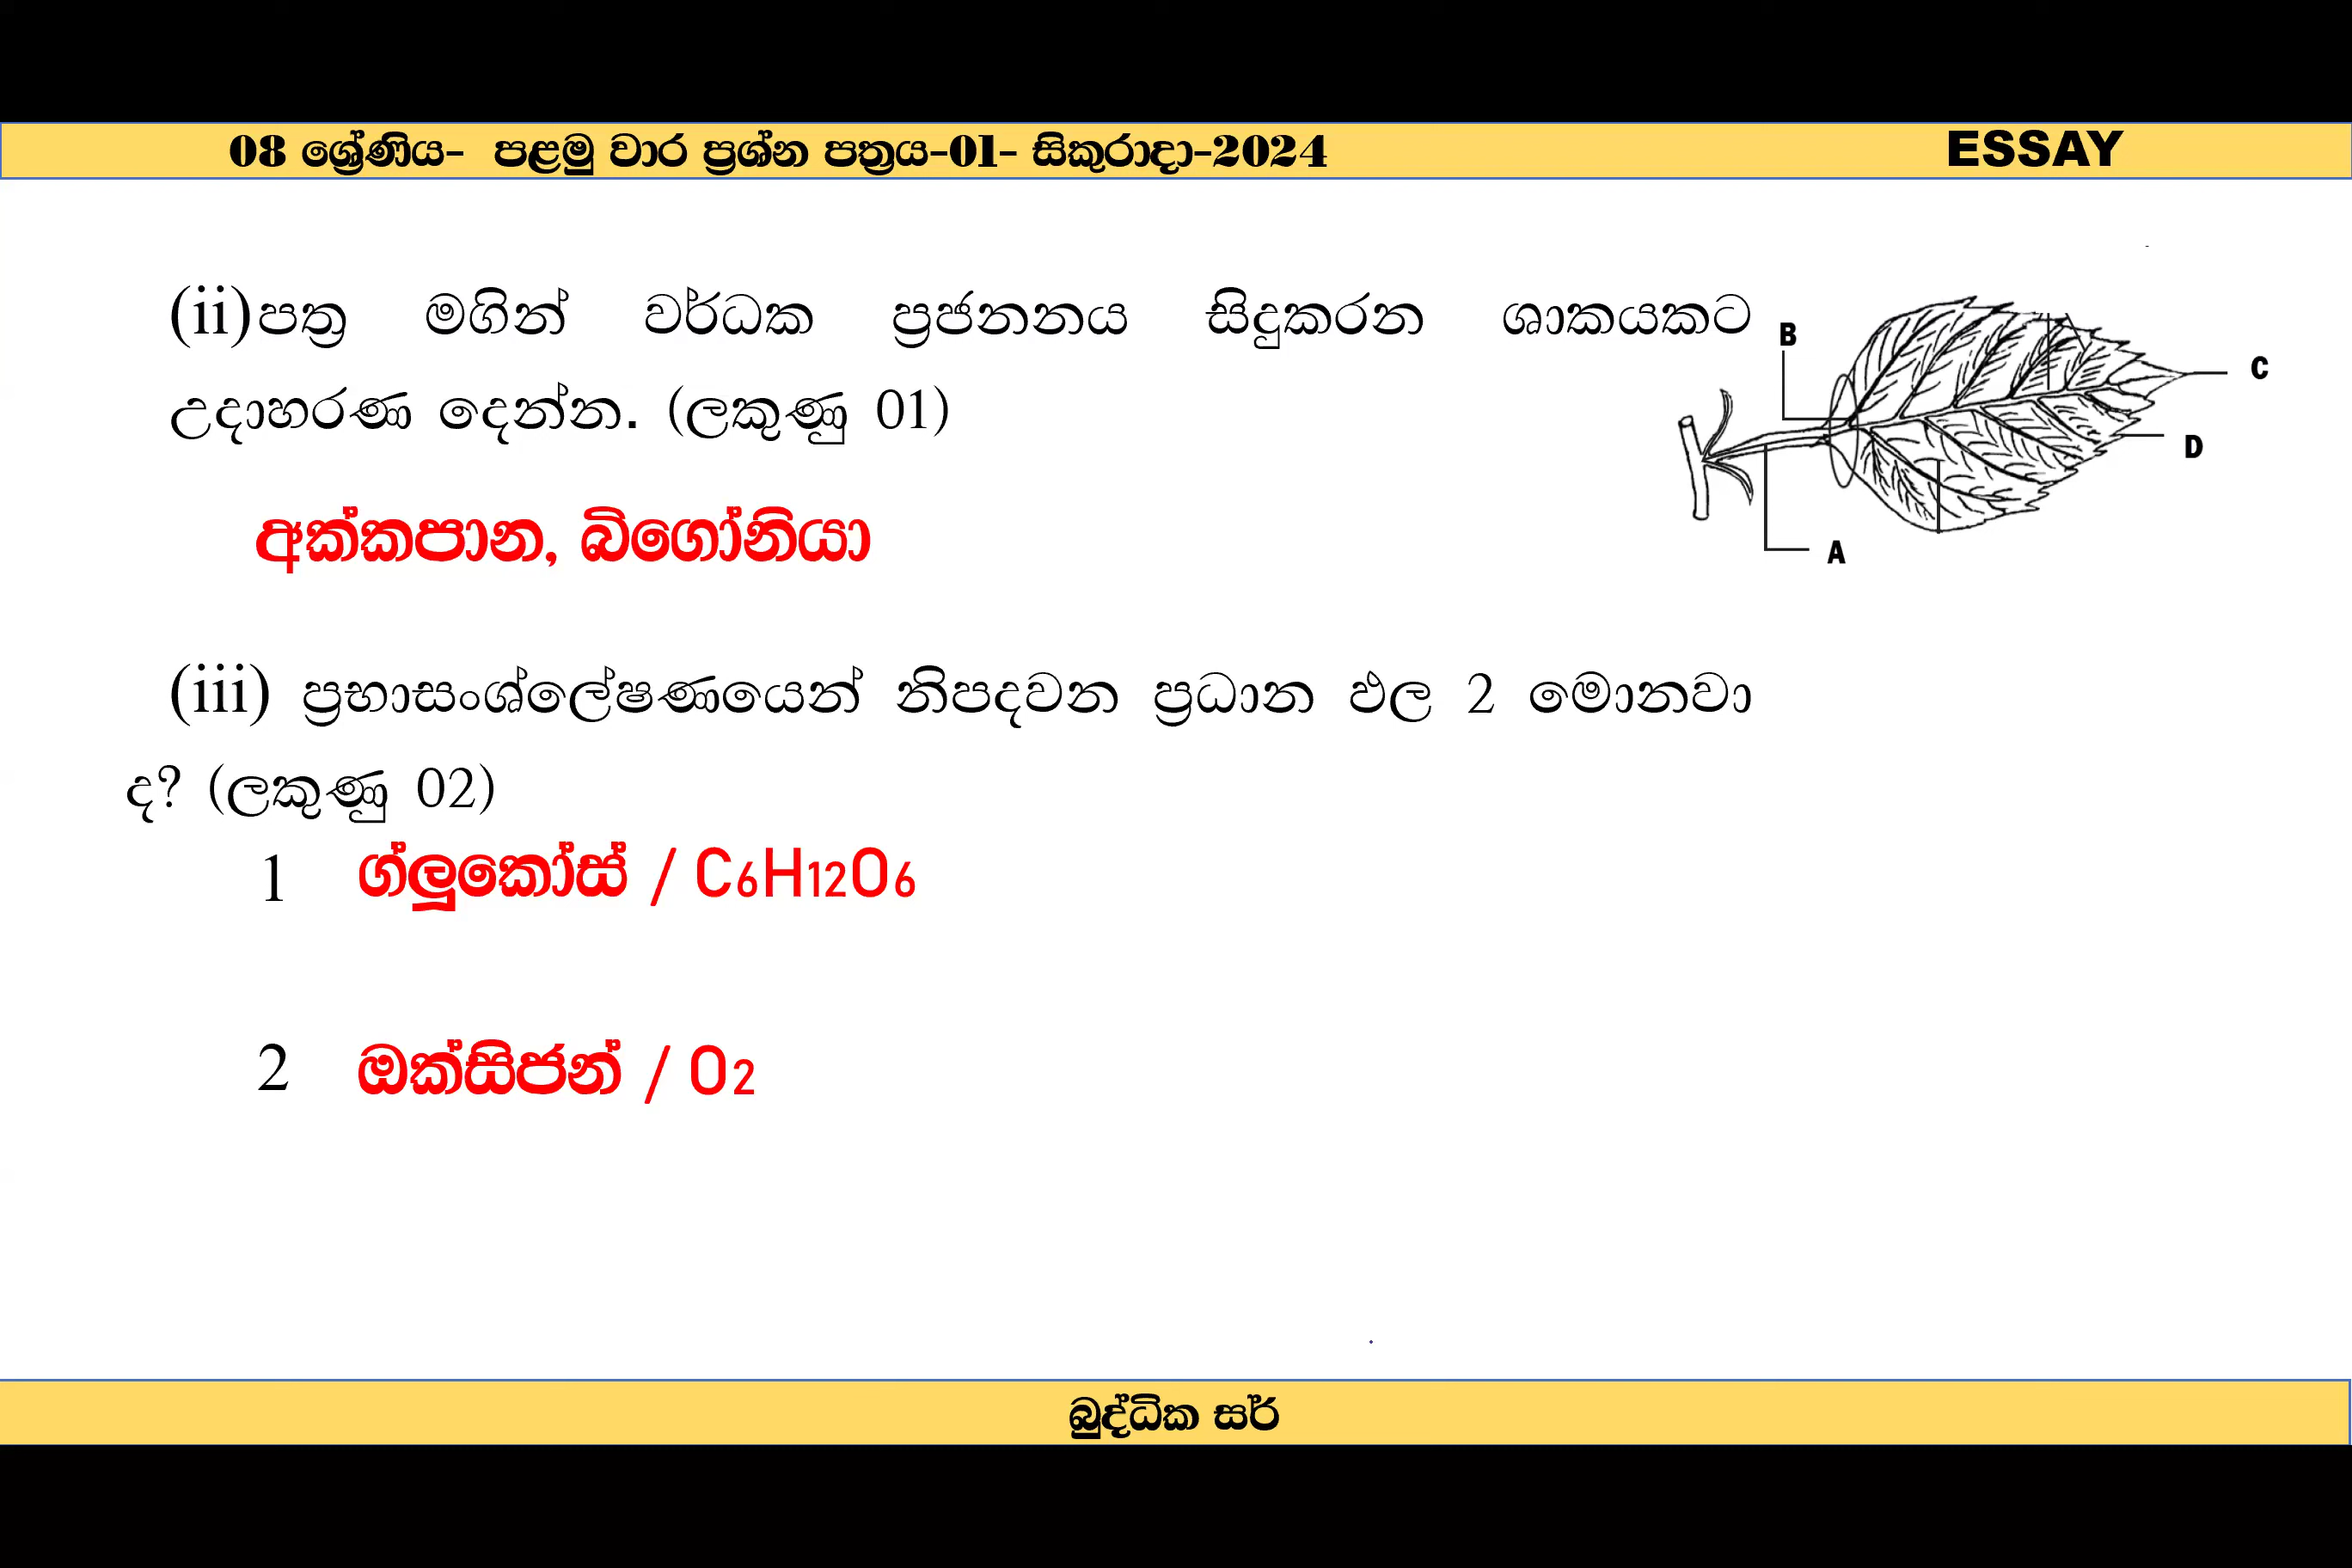 08 ශ්‍රේණිය- පළමු වාර ප්‍රශ්න පත්‍රය-01- සිකුරාදා-2024 ESSAY
(ii)පත්‍ර මගින් වර්ධක ප්‍රජනනය සිදුකරන ශාකයකට
උදාහරණ දෙන්න. (ලකුණු 01)
B
C
D
A
අක්කපාන, බිගෝනියා
(iii) ප්‍රභාසංශ්ලේෂණයෙන් නිපදවන ප්‍රධාන ඵල 2 මොනවා
ද? (ලකුණු 02)
1 ග්ලූකෝස් / C6H12O6
2 ඔක්සිජන් / O2
බුද්ධික සර්